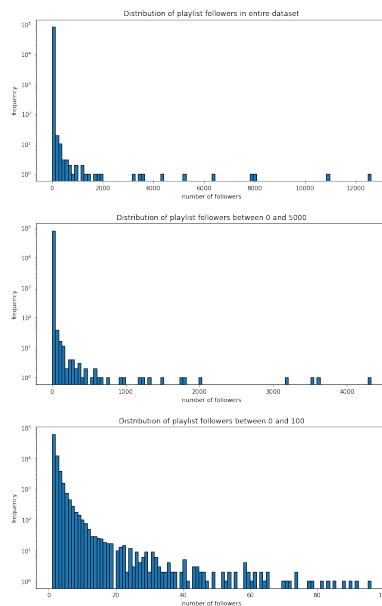 Distribution of playlist followers in entire dataset
10⁵
10⁴
10³
10²
10¹
10⁰
frequency
0 2000 4000 6000 8000 10000 12000
number of followers
Distribution of playlist followers between 0 and 5000
10⁵
10⁴
10³
10²
10¹
10⁰
frequency
0 1000 2000 3000 4000
number of followers
Distribution of playlist followers between 0 and 100
10⁵
10⁴
10³
10²
10¹
10⁰
frequency
0 20 40 60 80 1
number of followers